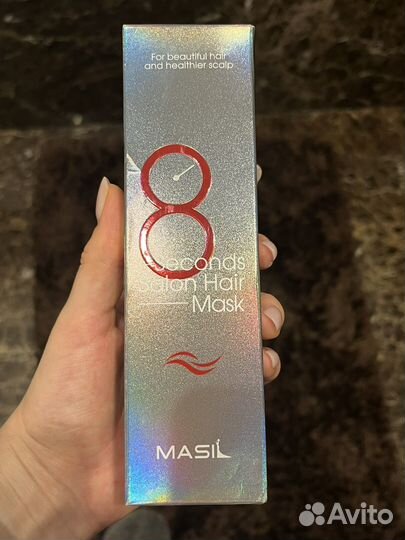 For beautiful hair
and healthier scalp
8
Seconds
Salon Hair
Mask
MASIL
Avito